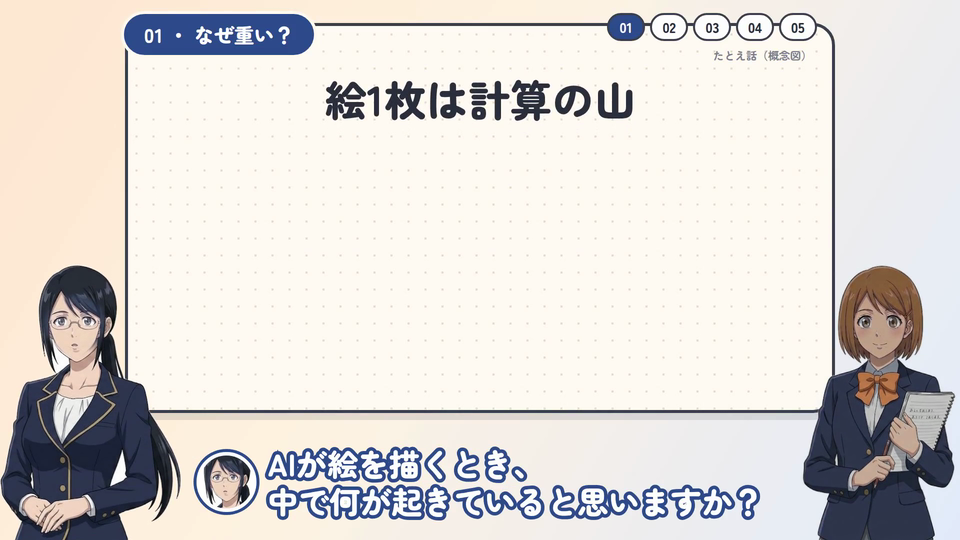 01・なぜ重い？
01 02 03 04 05
たとえ話（概念図）
絵1枚は計算の山
AIが絵を描くとき、
中で何が起きていると思いますか？